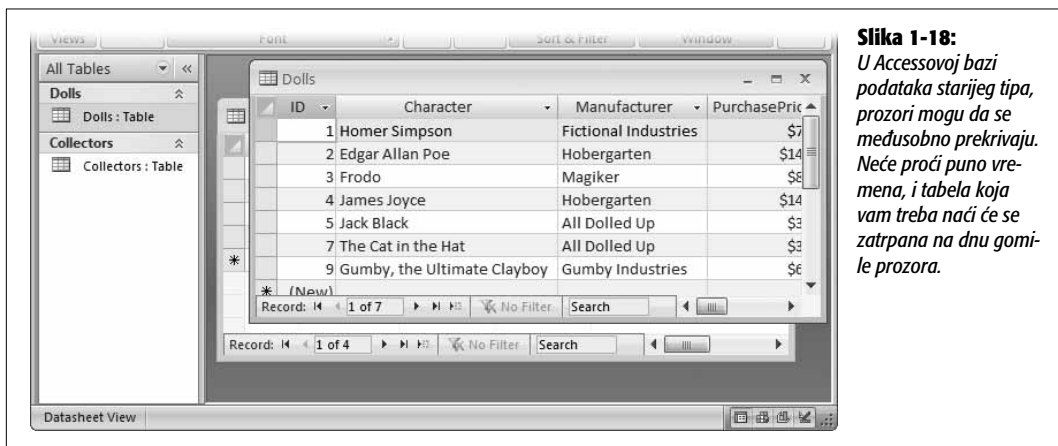 Views Font Sort & Filter Window
All Tables
Dolls
Dolls : Table
Collectors
Collectors : Table
Dolls
ID Character Manufacturer PurchasePric
1 Homer Simpson Fictional Industries $7
2 Edgar Allan Poe Hobergarten $14
3 Frodo Magiker $8
4 James Joyce Hobergarten $14
5 Jack Black All Dolled Up $3
7 The Cat in the Hat All Dolled Up $3
9 Gumby, the Ultimate Clayboy Gumby Industries $6
(New)
Record: 1 of 7 No Filter Search
Record: 1 of 4 No Filter Search
Datasheet View
Slika 1-18:
U Accessovoj bazi
podataka starijeg tipa,
prozori mogu da se
međusobno prekrivaju.
Neće proći puno vre-
mena, i tabela koja
vam treba naći će se
zatrpana na dnu gomi-
le prozora.